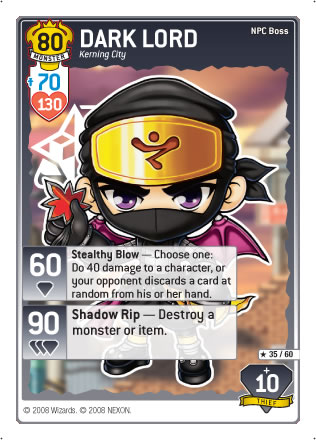 80
MONSTER
DARK LORD
NPC Boss
Kerning City
70
130
60
Stealthy Blow — Choose one:
Do 40 damage to a character, or
your opponent discards a card at
random from his or her hand.
90
Shadow Rip — Destroy a
monster or item.
★ 35 / 60
+
10
THIEF
© 2008 Wizards. © 2008 NEXON.